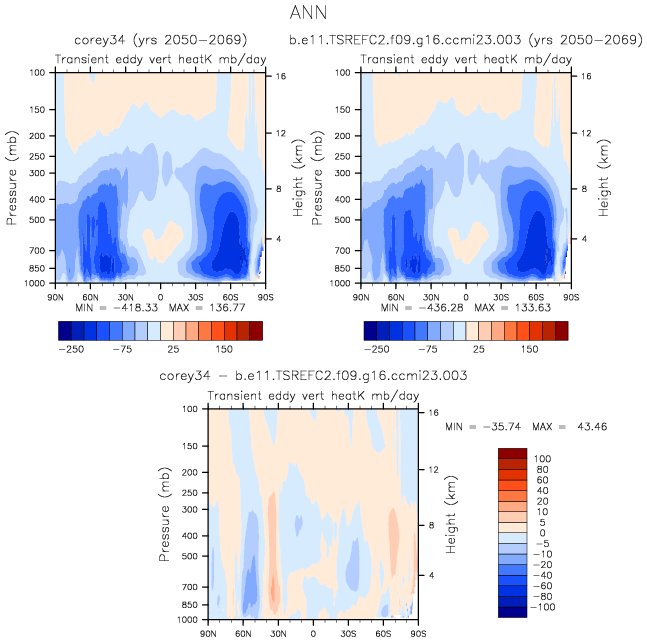 ANN
corey34 (yrs 2050−2069)
b.e11.TSREFC2.f09.g16.ccmi23.003 (yrs 2050−2069)
Transient eddy vert heatK mb/day
Transient eddy vert heatK mb/day
Pressure (mb)
100
150
200
250
300
400
500
700
850
1000
16
12
8
4
Height (km)
90N 60N 30N 0 30S 60S 90S
MIN = −418.33 MAX = 136.77
−250 −75 25 150
Pressure (mb)
100
150
200
250
300
400
500
700
850
1000
16
12
8
4
Height (km)
90N 60N 30N 0 30S 60S 90S
MIN = −436.28 MAX = 133.63
−250 −75 25 150
corey34 − b.e11.TSREFC2.f09.g16.ccmi23.003
Transient eddy vert heatK mb/day
Pressure (mb)
100
150
200
250
300
400
500
700
850
1000
16
12
8
4
Height (km)
90N 60N 30N 0 30S 60S 90S
MIN = −35.74 MAX = 43.46
100
80
60
40
20
10
5
0
−5
−10
−20
−40
−60
−80
−100